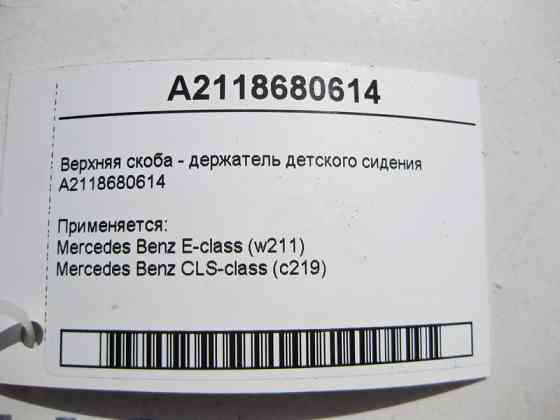 A2118680614
Верхняя скоба - держатель детского сидения
A2118680614
Применяется:
Mercedes Benz E-class (w211)
Mercedes Benz CLS-class (c219)